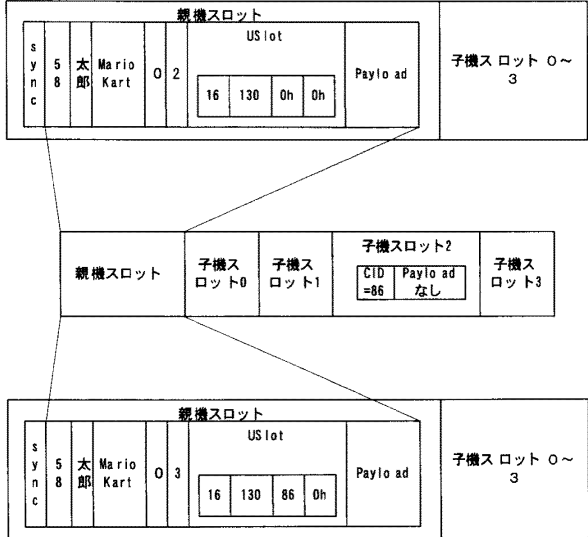 親機スロット
sync
58
太郎
Mario Kart
0
2
USlot
16
130
0h
0h
Payload
子機スロット 0～3
親機スロット
子機スロット0
子機スロット1
子機スロット2
CID =86
Payload なし
子機スロット3
親機スロット
sync
58
太郎
Mario Kart
0
3
USlot
16
130
86
0h
Payload
子機スロット 0～3